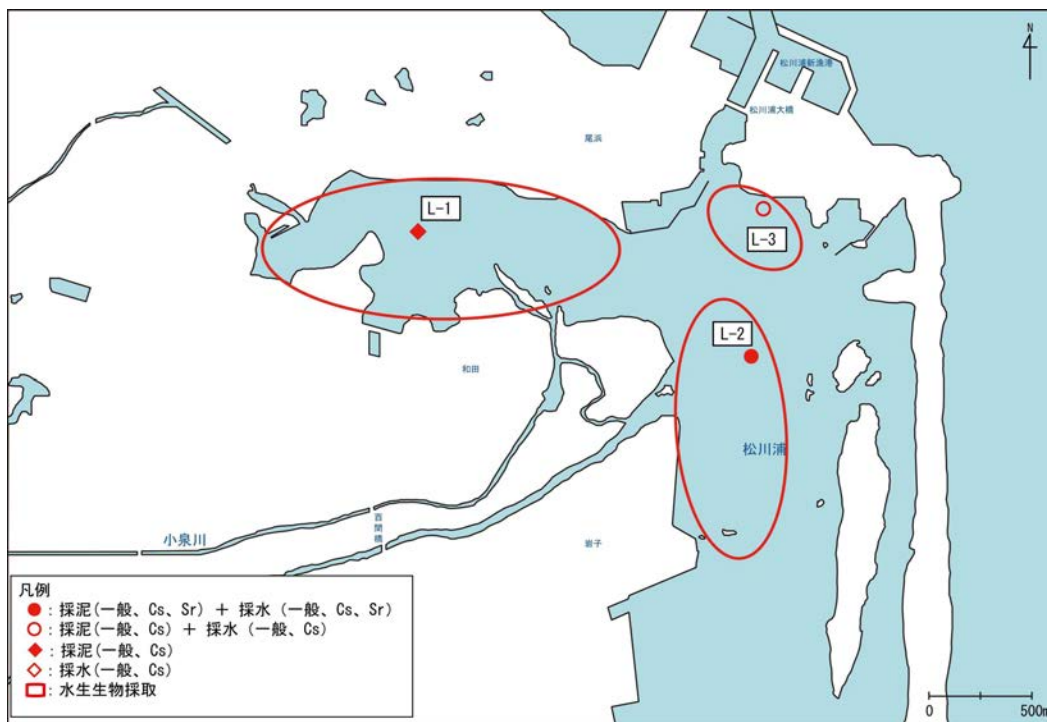 N
松川浦新漁港
松川浦大橋
尾浜
L-1
L-3
L-2
和田
松川浦
百間橋
小泉川
岩子
凡例
：採泥(一般、Cs、Sr) ＋ 採水 (一般、Cs、Sr)
：採泥(一般、Cs) ＋ 採水 (一般、Cs)
：採泥(一般、Cs)
：採水(一般、Cs)
：水生生物採取
0 500m